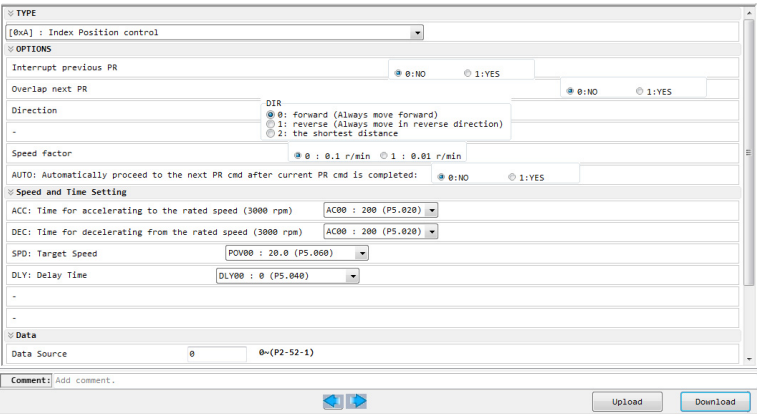 TYPE
[0xA] : Index Position control
OPTIONS
Interrupt previous PR 0:NO 1:YES
Overlap next PR 0:NO 1:YES
DIR
Direction 0: forward (Always move forward)
1: reverse (Always move in reverse direction)
- 2: the shortest distance
Speed factor 0 : 0.1 r/min 1 : 0.01 r/min
AUTO: Automatically proceed to the next PR cmd after current PR cmd is completed: 0:NO 1:YES
Speed and Time Setting
ACC: Time for accelerating to the rated speed (3000 rpm) AC00 : 200 (P5.020)
DEC: Time for decelerating from the rated speed (3000 rpm) AC00 : 200 (P5.020)
SPD: Target Speed POV00 : 20.0 (P5.060)
DLY: Delay Time DLY00 : 0 (P5.040)
-
-
Data
Data Source 0 0~(P2-52-1)
Comment: Add comment.
Upload Download